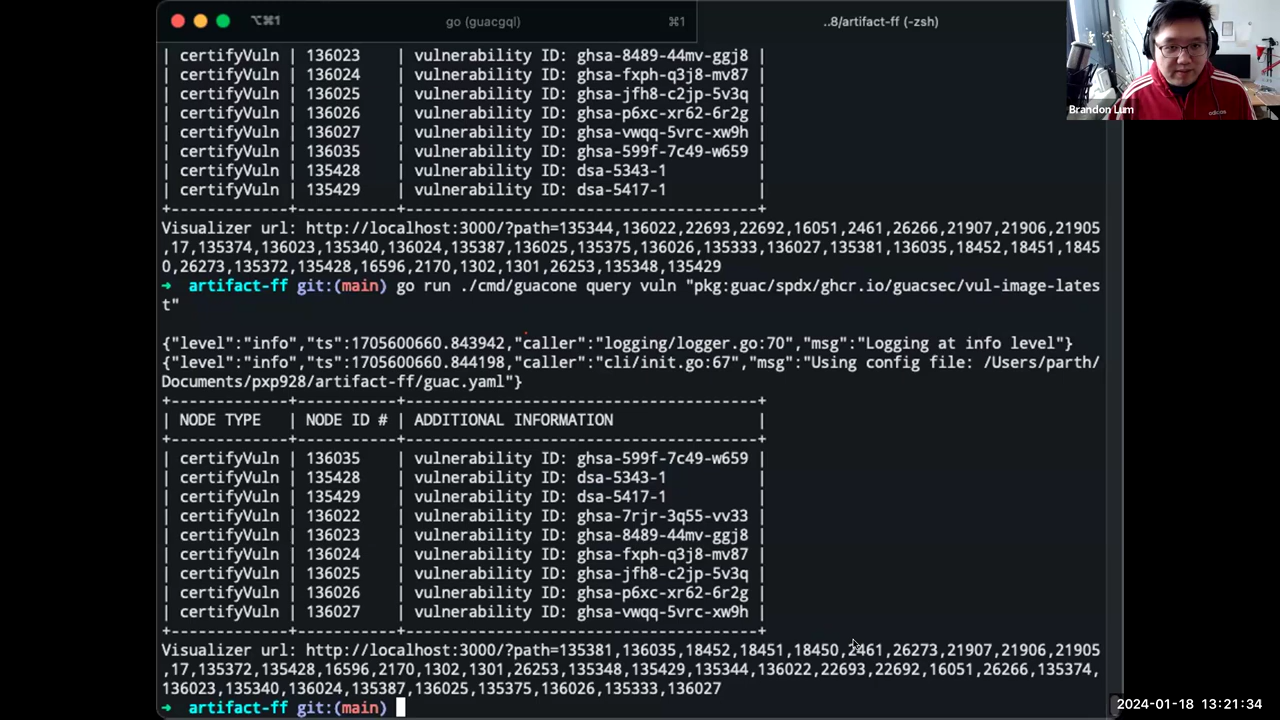 ⌥⌘1
go (guacgql)
⌘1
..8/artifact-ff (-zsh)
Brandon Lum
| certifyVuln | 136023 | vulnerability ID: ghsa-8489-44mv-ggj8 |
| certifyVuln | 136024 | vulnerability ID: ghsa-fxph-q3j8-mv87 |
| certifyVuln | 136025 | vulnerability ID: ghsa-jfh8-c2jp-5v3q |
| certifyVuln | 136026 | vulnerability ID: ghsa-p6xc-xr62-6r2g |
| certifyVuln | 136027 | vulnerability ID: ghsa-vwqq-5vrc-xw9h |
| certifyVuln | 136035 | vulnerability ID: ghsa-599f-7c49-w659 |
| certifyVuln | 135428 | vulnerability ID: dsa-5343-1 |
| certifyVuln | 135429 | vulnerability ID: dsa-5417-1 |
+-------------+-----------+---------------------------------------+
Visualizer url: http://localhost:3000/?path=135344,136022,22693,22692,16051,2461,26266,21907,21906,21905
,17,135374,136023,135340,136024,135387,136025,135375,136026,135333,136027,135381,136035,18452,18451,1845
0,26273,135372,135428,16596,2170,1302,1301,26253,135348,135429
→ artifact-ff git:(main) go run ./cmd/guacone query vuln "pkg:guac/spdx/ghcr.io/guacsec/vul-image-lates
t"
{"level":"info","ts":1705600660.843942,"caller":"logging/logger.go:70","msg":"Logging at info level"}
{"level":"info","ts":1705600660.844198,"caller":"cli/init.go:67","msg":"Using config file: /Users/parth/
Documents/pxp928/artifact-ff/guac.yaml"}
+-------------+-----------+---------------------------------------+
| NODE TYPE | NODE ID # | ADDITIONAL INFORMATION |
+-------------+-----------+---------------------------------------+
| certifyVuln | 136035 | vulnerability ID: ghsa-599f-7c49-w659 |
| certifyVuln | 135428 | vulnerability ID: dsa-5343-1 |
| certifyVuln | 135429 | vulnerability ID: dsa-5417-1 |
| certifyVuln | 136022 | vulnerability ID: ghsa-7rjr-3q55-vv33 |
| certifyVuln | 136023 | vulnerability ID: ghsa-8489-44mv-ggj8 |
| certifyVuln | 136024 | vulnerability ID: ghsa-fxph-q3j8-mv87 |
| certifyVuln | 136025 | vulnerability ID: ghsa-jfh8-c2jp-5v3q |
| certifyVuln | 136026 | vulnerability ID: ghsa-p6xc-xr62-6r2g |
| certifyVuln | 136027 | vulnerability ID: ghsa-vwqq-5vrc-xw9h |
+-------------+-----------+---------------------------------------+
Visualizer url: http://localhost:3000/?path=135381,136035,18452,18451,18450,2461,26273,21907,21906,21905
,17,135372,135428,16596,2170,1302,1301,26253,135348,135429,135344,136022,22693,22692,16051,26266,135374,
136023,135340,136024,135387,136025,135375,136026,135333,136027
→ artifact-ff git:(main)
2024-01-18 13:21:34